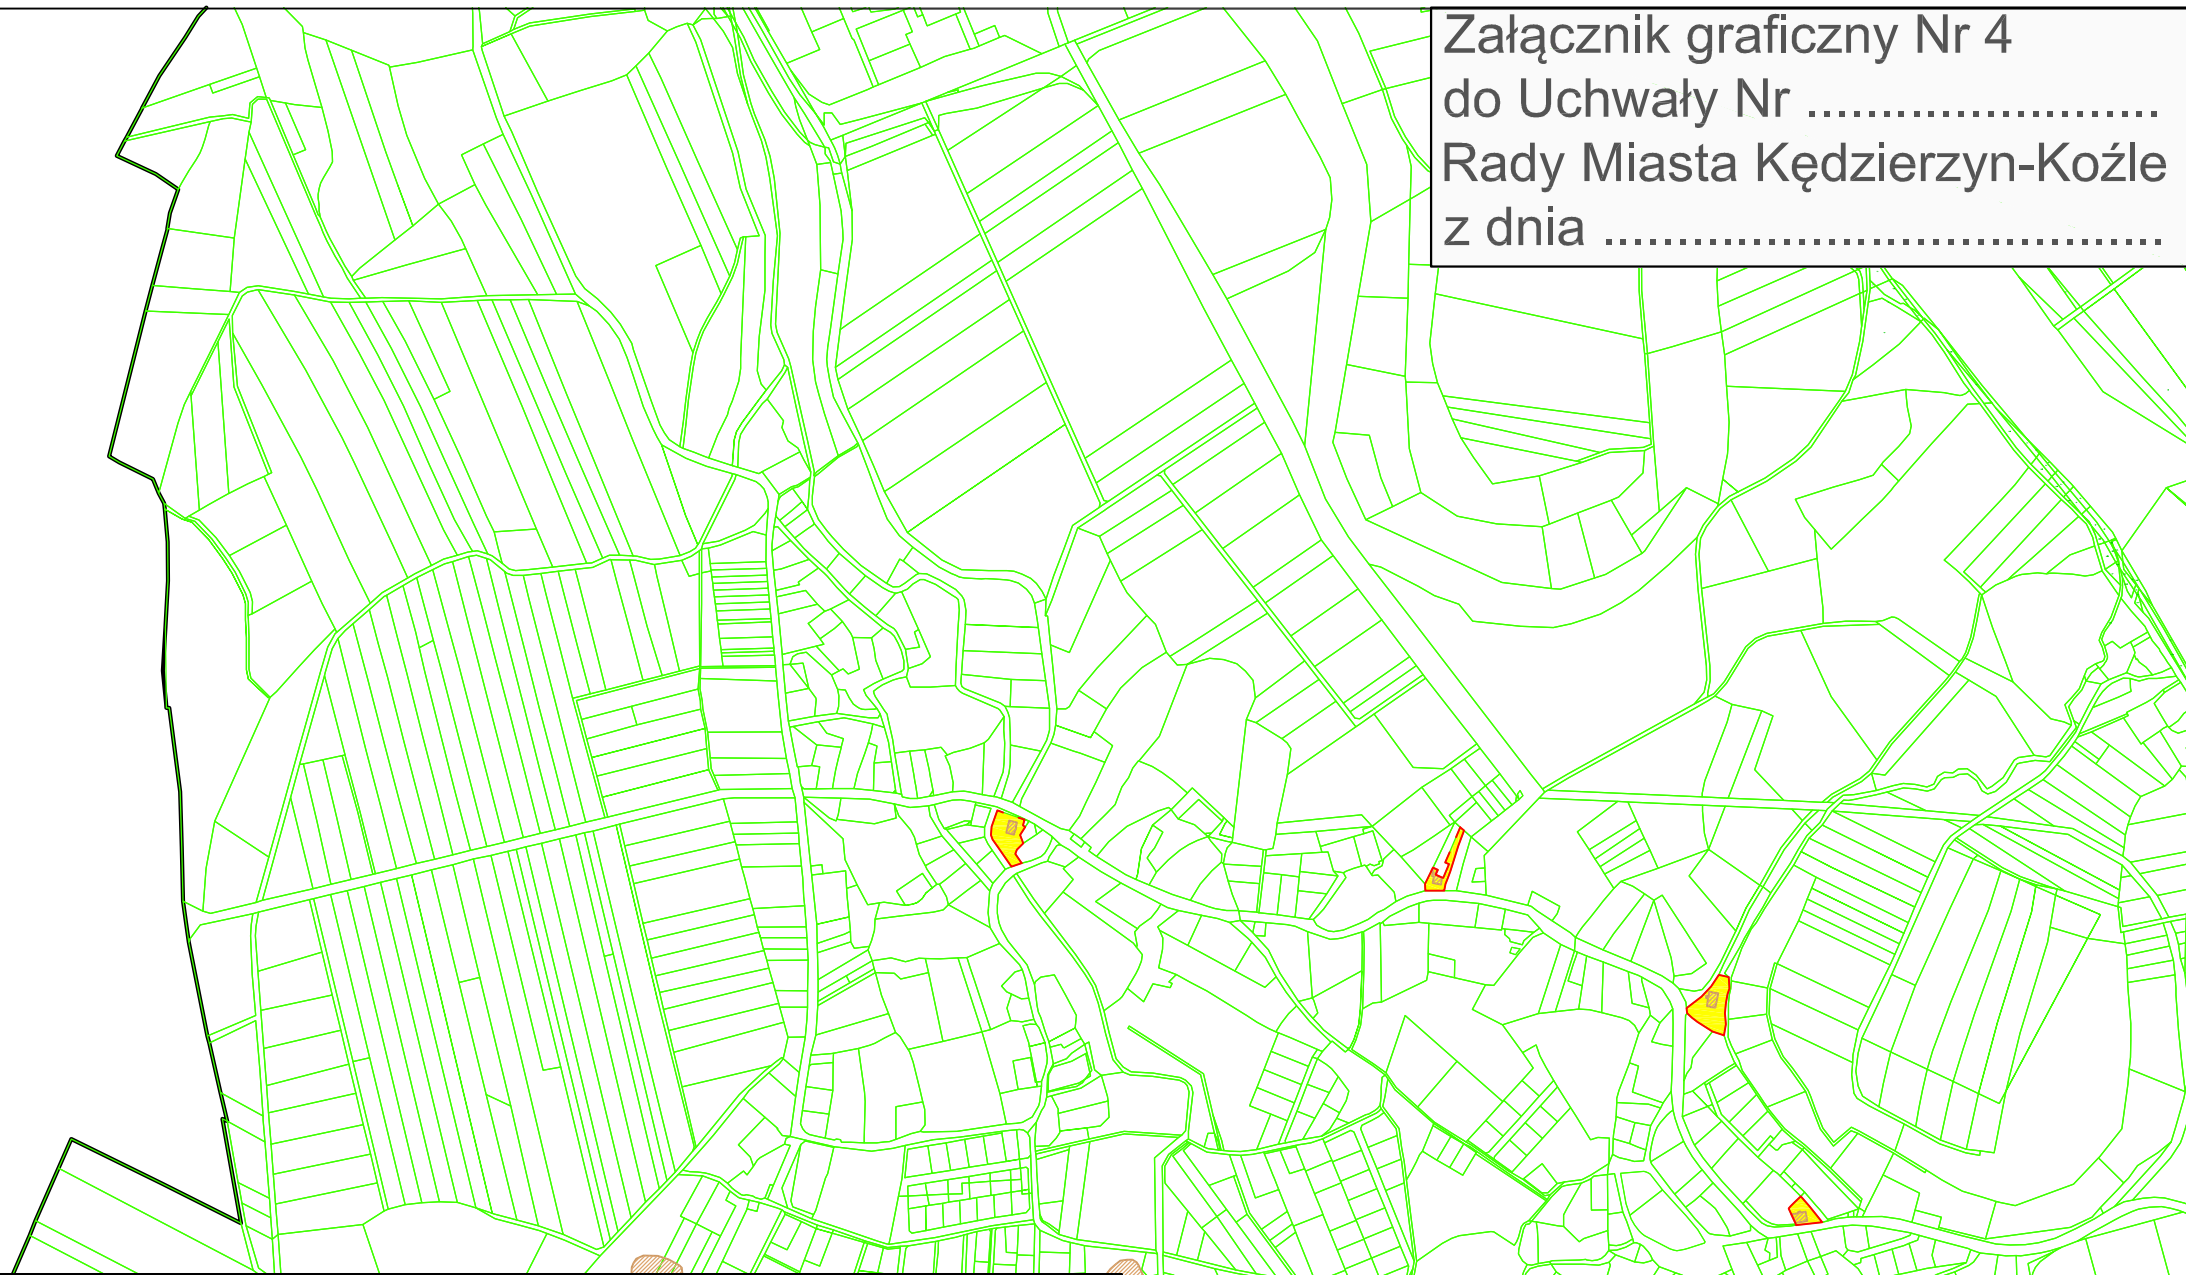 Załącznik graficzny Nr 4
do Uchwały Nr ........................
Rady Miasta Kędzierzyn-Koźle
z dnia ......................................